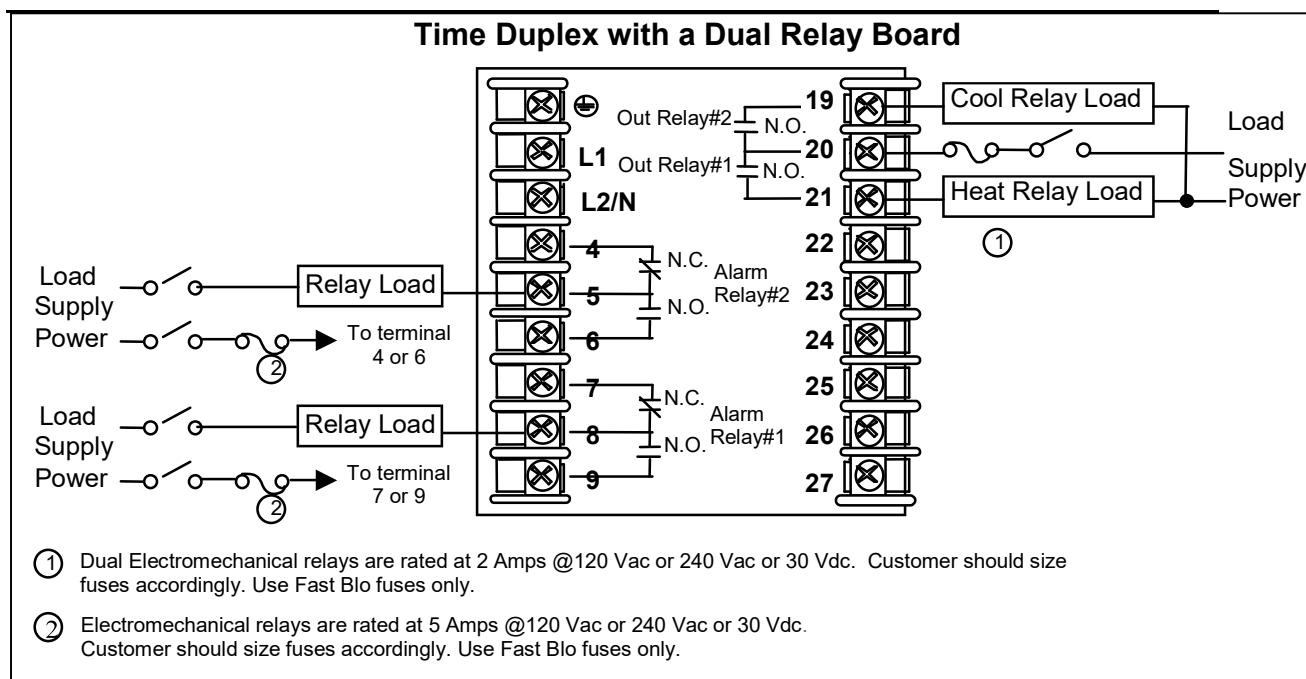 Time Duplex with a Dual Relay Board
L1
L2/N
4
5
6
7
8
9
N.C.
N.O.
Alarm
Relay#2
N.C.
N.O.
Alarm
Relay#1
Out Relay#2
N.O.
Out Relay#1
N.O.
19
20
21
22
23
24
25
26
27
Cool Relay Load
Heat Relay Load
1
Load
Supply
Power
Load
Supply
Power
Relay Load
2
To terminal
4 or 6
Load
Supply
Power
Relay Load
2
To terminal
7 or 9
1 Dual Electromechanical relays are rated at 2 Amps @120 Vac or 240 Vac or 30 Vdc. Customer should size
fuses accordingly. Use Fast Blo fuses only.
2 Electromechanical relays are rated at 5 Amps @120 Vac or 240 Vac or 30 Vdc.
Customer should size fuses accordingly. Use Fast Blo fuses only.